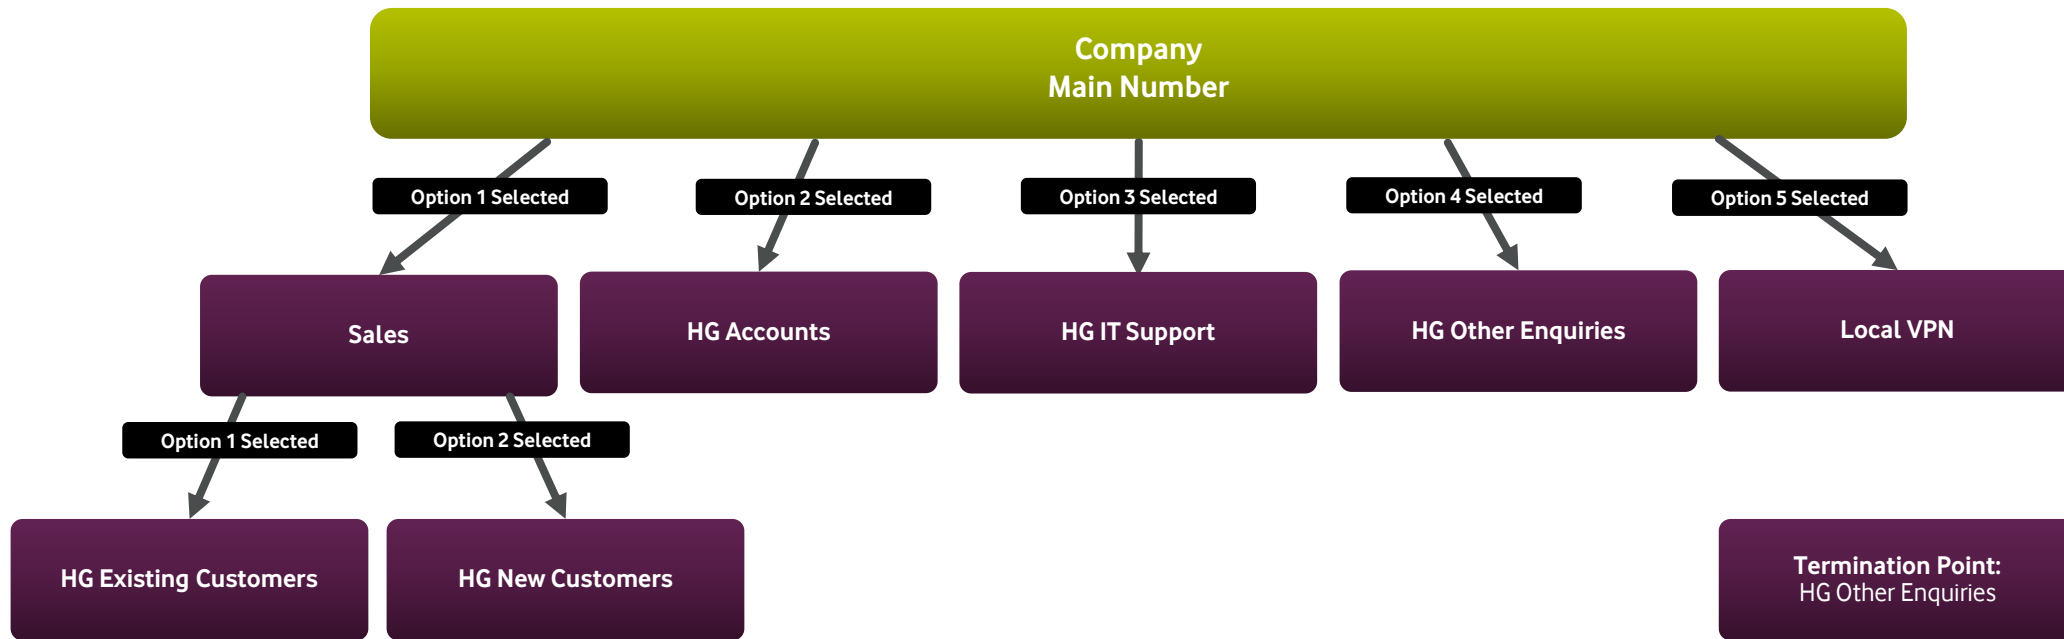 Company
Main Number
Option 1 Selected
Option 2 Selected
Option 3 Selected
Option 4 Selected
Option 5 Selected
Sales
HG Accounts
HG IT Support
HG Other Enquiries
Local VPN
Option 1 Selected
Option 2 Selected
HG Existing Customers
HG New Customers
Termination Point:
HG Other Enquiries